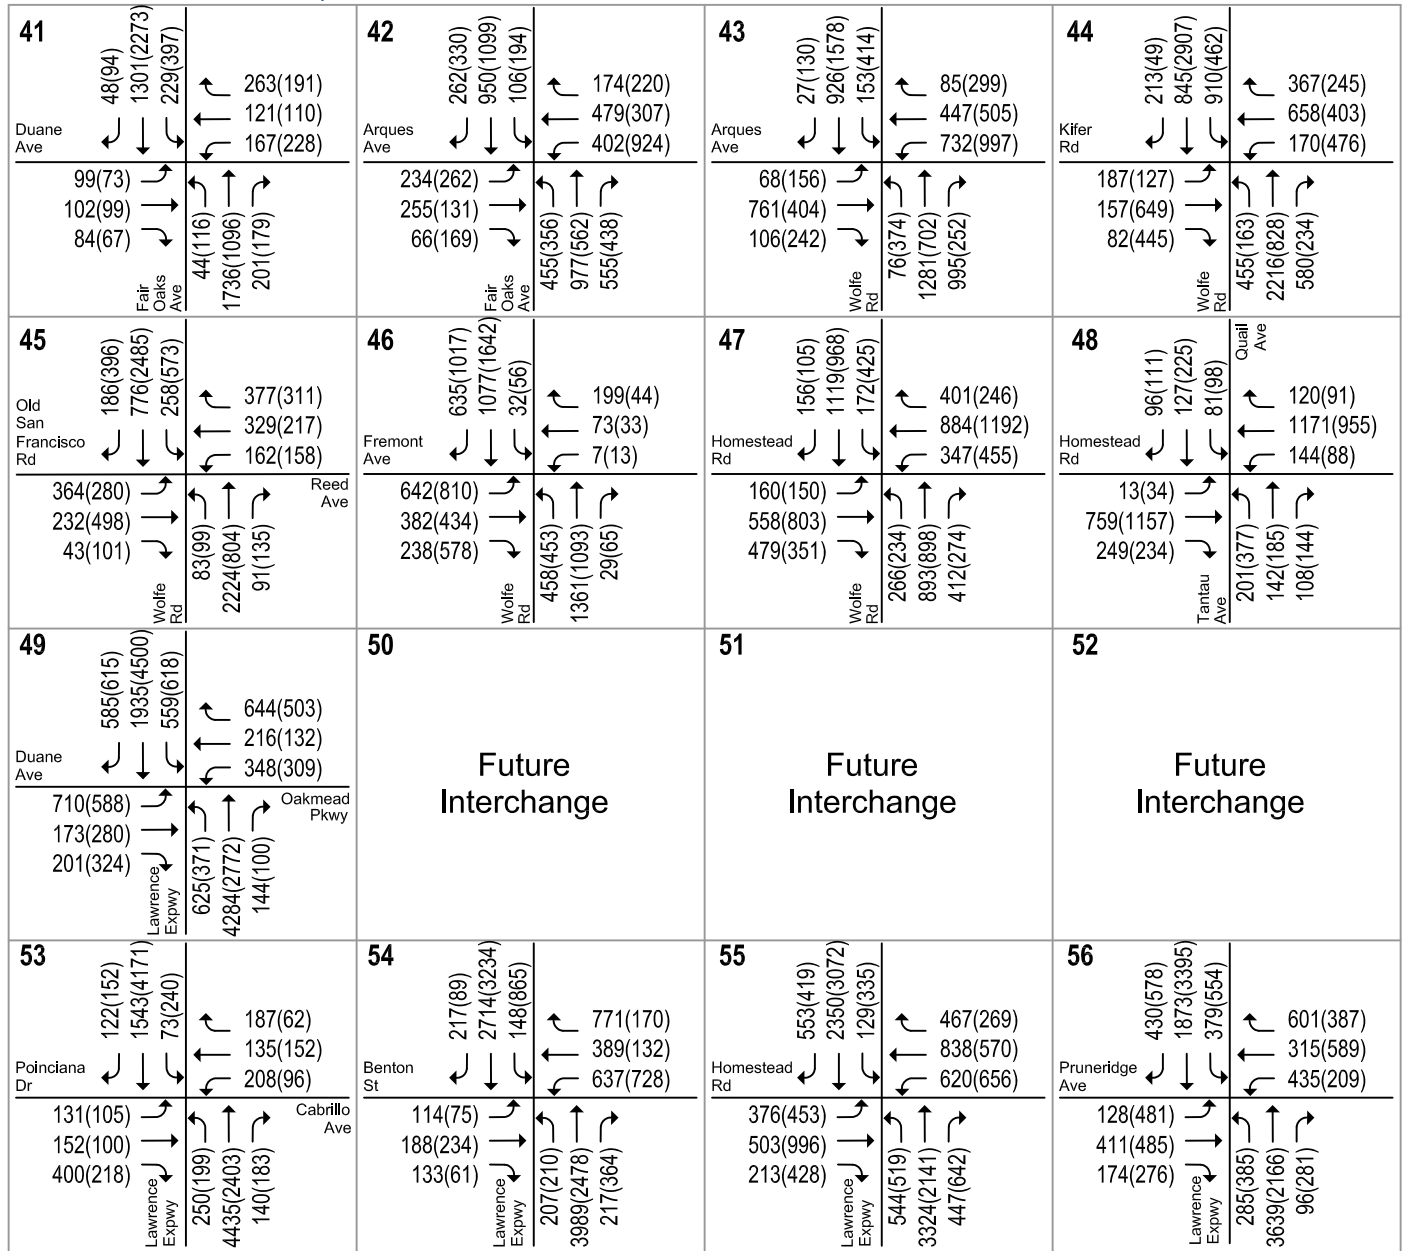 41
48(94)
1301(2273)
229(397)
263(191)
121(110)
167(228)
Duane
Ave
99(73)
102(99)
84(67)
44(116)
1736(1096)
201(179)
Fair
Oaks
Ave
42
262(330)
950(1099)
106(194)
174(220)
479(307)
402(924)
Arques
Ave
234(262)
255(131)
66(169)
455(356)
977(562)
555(438)
Fair
Oaks
Ave
43
27(130)
926(1578)
153(414)
85(299)
447(505)
732(997)
Arques
Ave
68(156)
761(404)
106(242)
76(374)
1281(702)
995(252)
Wolfe
Rd
44
213(49)
845(2907)
910(462)
367(245)
658(403)
170(476)
Kifer
Rd
187(127)
157(649)
82(445)
455(163)
2216(828)
580(234)
Wolfe
Rd
45
186(396)
776(2485)
258(573)
377(311)
329(217)
162(158)
Old
San
Francisco
Rd
Reed
Ave
364(280)
232(498)
43(101)
83(99)
2224(804)
91(135)
Wolfe
Rd
46
635(1017)
1077(1642)
32(56)
199(44)
73(33)
7(13)
Fremont
Ave
642(810)
382(434)
238(578)
458(453)
1361(1093)
29(65)
Wolfe
Rd
47
156(105)
1119(968)
172(425)
401(246)
884(1192)
347(455)
Homestead
Rd
160(150)
558(803)
479(351)
266(234)
893(898)
412(274)
Wolfe
Rd
48
96(111)
127(225)
81(98)
Quail
Ave
120(91)
1171(955)
144(88)
Homestead
Rd
13(34)
759(1157)
249(234)
201(377)
142(185)
108(144)
Tantau
Ave
49
585(615)
1935(4500)
559(618)
644(503)
216(132)
348(309)
Duane
Ave
Oakmead
Pkwy
710(588)
173(280)
201(324)
625(371)
4284(2772)
144(100)
Lawrence
Expwy
50
Future
Interchange
51
Future
Interchange
52
Future
Interchange
53
122(152)
1543(4171)
73(240)
187(62)
135(152)
208(96)
Poinciana
Dr
Cabrillo
Ave
131(105)
152(100)
400(218)
250(199)
4435(2403)
140(183)
Lawrence
Expwy
54
217(89)
2714(3234)
148(865)
771(170)
389(132)
637(728)
Benton
St
114(75)
188(234)
133(61)
207(210)
3989(2478)
217(364)
Lawrence
Expwy
55
553(419)
2350(3072)
129(335)
467(269)
838(570)
620(656)
Homestead
Rd
376(453)
503(996)
213(428)
544(519)
3324(2141)
447(642)
Lawrence
Expwy
56
430(578)
1873(3395)
379(554)
601(387)
315(589)
435(209)
Pruneridge
Ave
128(481)
411(485)
174(276)
285(385)
3639(2166)
96(281)
Lawrence
Expwy